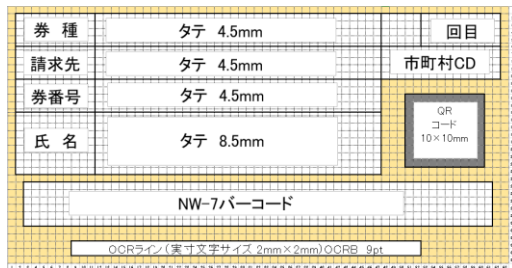 券 種 タテ 4.5mm 回目
請求先 タテ 4.5mm 市町村CD
券番号 タテ 4.5mm
氏 名 タテ 8.5mm
QR
コード
10×10mm
NW-7バーコード
OCRライン(実寸文字サイズ 2mm×2mm)OCRB 9pt